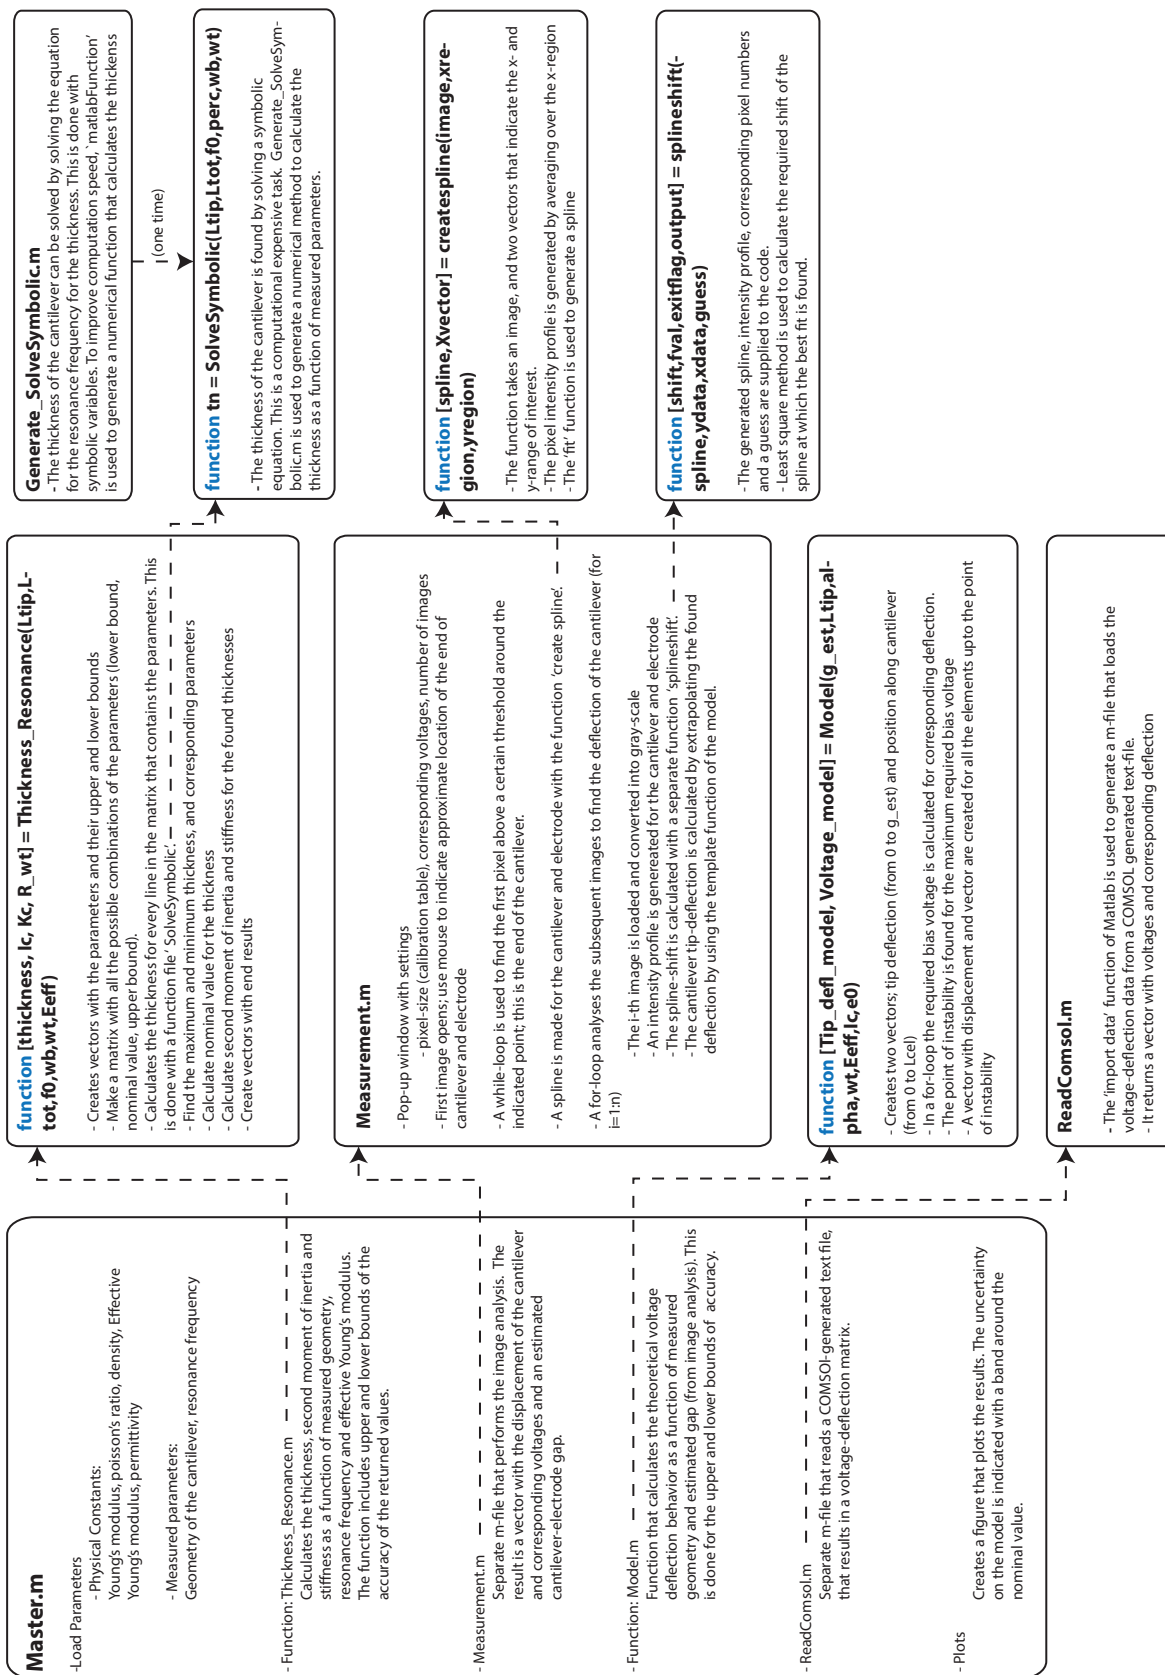 Master.m
-Load Parameters
- Physical Constants:
Young's modulus, poisson's ratio, density, Effective
Young's modulus, permittivity
- Measured parameters:
Geometry of the cantilever, resonance frequency
- Function: Thickness_Resonance.m
Calculates the thickness, second moment of inertia and
stiffness as a function of measured geometry,
resonance frequency and effective Young's modulus.
The function includes upper and lower bounds of the
accuracy of the returned values.
- Measurement.m
Separate m-file that performs the image analysis. The
result is a vector with the displacement of the cantilever
and corresponding voltages and an estimated
cantilever-electrode gap.
- Function: Model.m
Function that calculates the theoretical voltage
deflection behavior as a function of measured
geometry and estimated gap (from image analysis). This
is done for the upper and lower bounds of accuracy.
- ReadComsol.m
Separate m-file that reads a COMSOl-generated text file,
that results in a voltage-deflection matrix.
- Plots
Creates a figure that plots the results. The uncertainty
on the model is indicated with a band around the
nominal value.
function [thickness, Ic, Kc, R_wt] = Thickness_Resonance(Ltip,L-
tot,f0,wb,wt,Eeff)
- Creates vectors with the parameters and their upper and lower bounds
- Make a matrix with all the possible combinations of the parameters (lower bound,
nominal value, upper bound).
- Calculates the thickness for every line in the matrix that contains the parameters. This
is done with a function file' SolveSymbolic'.
- Find the maximum and minimum thickness, and corresponding parameters
- Calculate nominal value for the thickness
- Calculate second moment of inertia and stiffness for the found thicknesses
- Create vectors with end results
Measurement.m
- Pop-up window with settings
- pixel-size (calibration table), corresponding voltages, number of images
- First image opens; use mouse to indicate approximate location of the end of
cantilever and electrode
- A while-loop is used to find the first pixel above a certain threshold around the
indicated point; this is the end of the cantilever.
- A spline is made for the cantilever and electrode with the function 'create spline'.
- A for-loop analyses the subsequent images to find the deflection of the cantilever (for
i=1:n)
- The i-th image is loaded and converted into gray-scale
- An intensity profile is genereated for the cantilever and electrode
- The spline-shift is calculated with a separate function 'splineshift'.
- The cantilever tip-deflection is calculated by extrapolating the found
deflection by using the template function of the model.
function [Tip_defl_model, Voltage_model] = Model(g_est,Ltip,al-
pha,wt,Eeff,Ic,e0)
- Creates two vectors; tip deflection (from 0 to g_est) and position along cantilever
(from 0 to Lcel)
- In a for-loop the required bias voltage is calculated for corresponding deflection.
- The point of instability is found for the maximum required bias voltage
- A vector with displacement and vector are created for all the elements upto the point
of instability
ReadComsol.m
- The 'import data' function of Matlab is used to generate a m-file that loads the
voltage-deflection data from a COMSOL generated text-file.
- It returns a vector with voltages and corresponding deflection
Generate_SolveSymbolic.m
- The thickness of the cantilever can be solved by solving the equation
for the resonance frequency for the thickness. This is done with
symbolic variables. To improve computation speed, `matlabFunction'
is used to generate a numerical function that calculates the thickenss
(one time)
function tn = SolveSymbolic(Ltip,Ltot,f0,perc,wb,wt)
- The thickness of the cantilever is found by solving a symbolic
equation. This is a computational expensive task. Generate_SolveSym-
bolic.m is used to generate a numerical method to calculate the
thickness as a function of measured parameters.
function [spline,Xvector] = createspline(image,xre-
gion,yregion)
- The function takes an image, and two vectors that indicate the x- and
y-range of interest.
- The pixel intensity profile is generated by averaging over the x-region
- The 'fit' function is used to generate a spline
function [shift,fval,exitflag,output] = splineshift(-
spline,ydata,xdata,guess)
- The generated spline, intensity profile, corresponding pixel numbers
and a guess are supplied to the code.
- Least square method is used to calculate the required shift of the
spline at which the best fit is found.